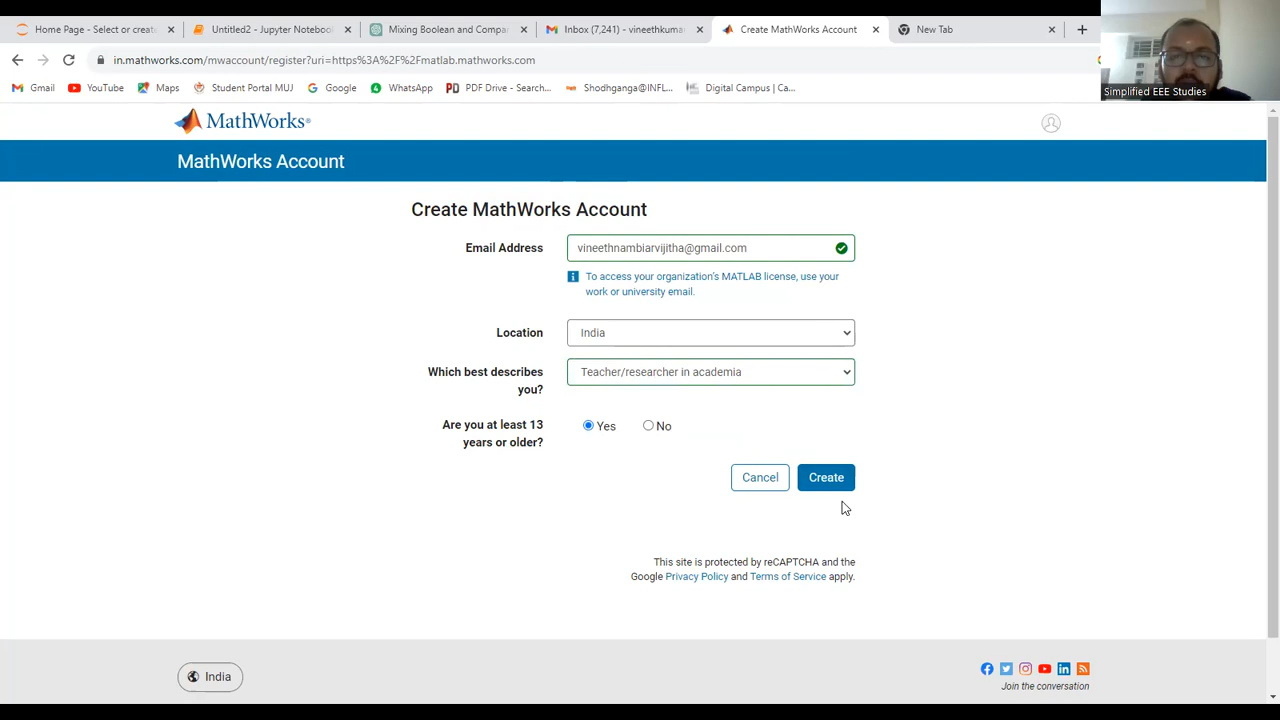 Home Page - Select or create
Untitled2 - Jupyter Notebook
Mixing Boolean and Compa
Inbox (7,241) - vineethkuma
Create MathWorks Account
New Tab
in.mathworks.com/mwaccount/register?uri=https%3A%2F%2Fmatlab.mathworks.com
Gmail
YouTube
Maps
Student Portal MUJ
Google
WhatsApp
PDF Drive - Search...
Shodhganga@INFL...
Digital Campus | Ca...
Simplified EEE Studies
MathWorks®
MathWorks Account
Create MathWorks Account
Email Address
vineethnambiarvijitha@gmail.com
To access your organization's MATLAB license, use your
work or university email.
Location
India
Which best describes
you?
Teacher/researcher in academia
Are you at least 13
years or older?
Yes
No
Cancel
Create
This site is protected by reCAPTCHA and the
Google Privacy Policy and Terms of Service apply.
India
Join the conversation